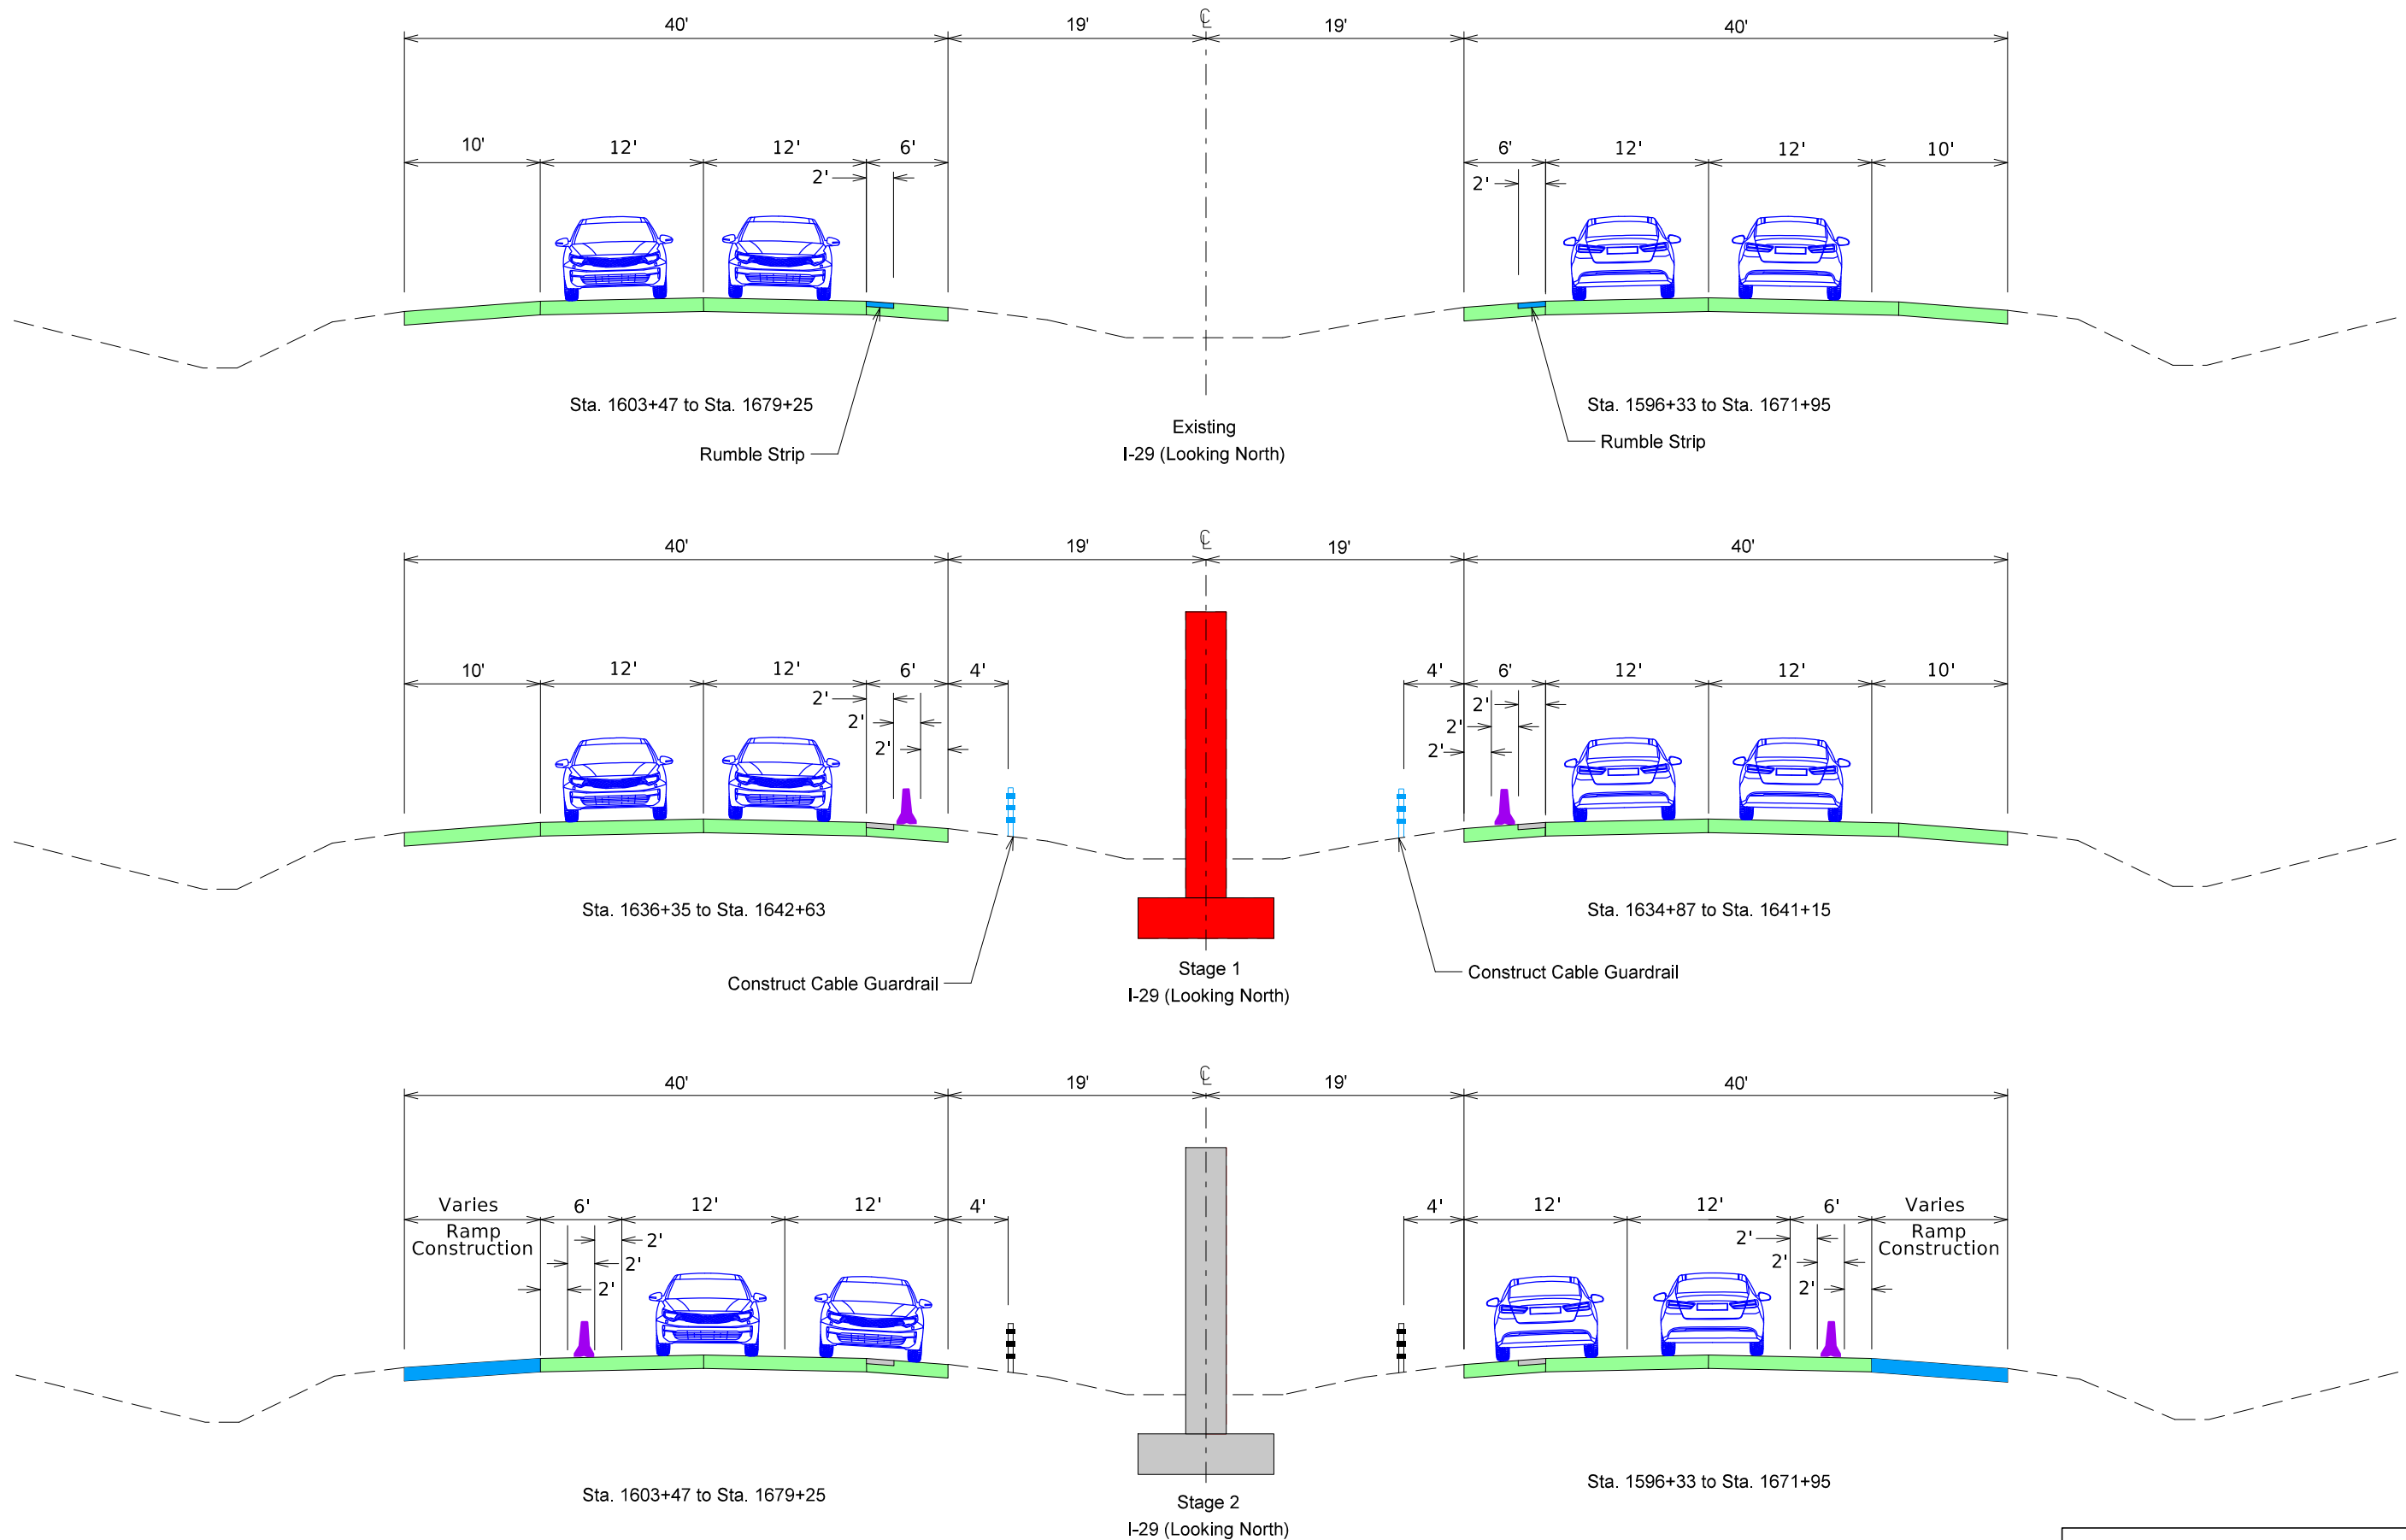 40' 19' ℄ 19' 40'
10' 12' 12' 6' 6' 12' 12' 10'
2' 2'
Sta. 1603+47 to Sta. 1679+25 Sta. 1596+33 to Sta. 1671+95
Existing
I-29 (Looking North)
Rumble Strip Rumble Strip
40' 19' ℄ 19' 40'
10' 12' 12' 6' 4' 4' 6' 12' 12' 10'
2' 2'
2' 2'
2' 2'
Sta. 1636+35 to Sta. 1642+63 Sta. 1634+87 to Sta. 1641+15
Stage 1
I-29 (Looking North)
Construct Cable Guardrail Construct Cable Guardrail
40' 19' ℄ 19' 40'
Varies 6' 12' 12' 4' 4' 12' 12' 6' Varies
Ramp Ramp
Construction Construction
2' 2'
2' 2'
2' 2'
Sta. 1603+47 to Sta. 1679+25 Sta. 1596+33 to Sta. 1671+95
Stage 2
I-29 (Looking North)